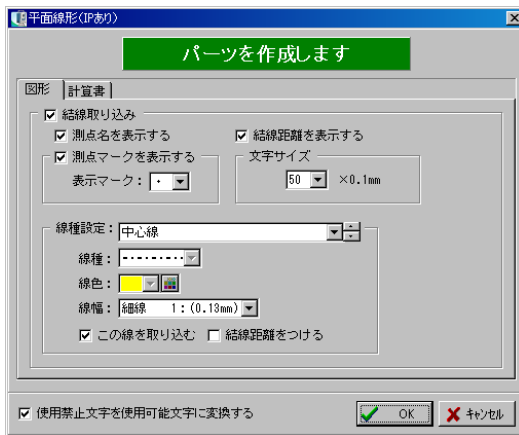 平面線形(IPあり)
パーツを作成します
図形 計算書
結線取り込み
測点名を表示する 結線距離を表示する
測点マークを表示する 文字サイズ
表示マーク： ・ 50 ×0.1mm
線種設定： 中心線
線種：
線色：
線幅： 細線 1：(0.13mm)
この線を取り込む 結線距離をつける
使用禁止文字を使用可能文字に変換する OK キャンセル